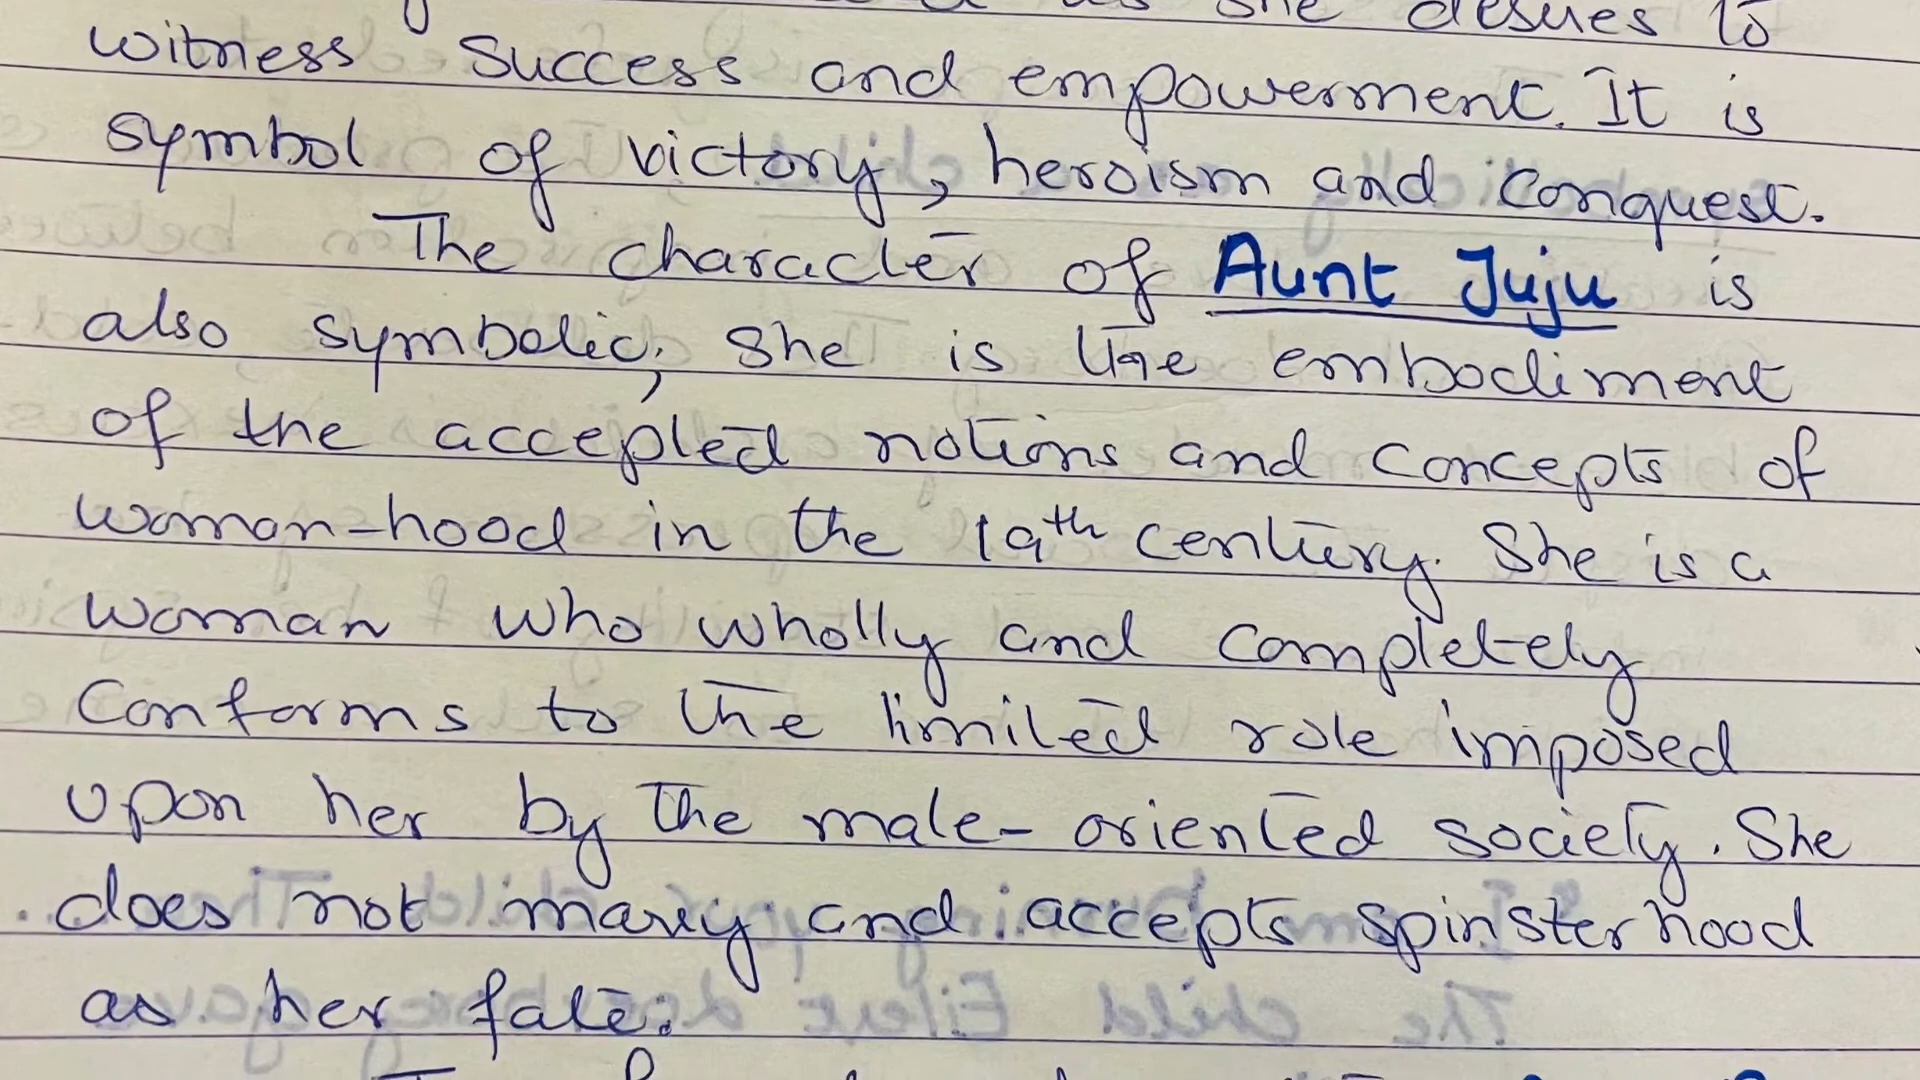 she desires to
witness success and empowerment. It is
symbol of victory, heroism and conquest.
The character of Aunt Juju is
also symbolic; She is the embodiment
of the accepted notions and concepts of
woman-hood in the 19th century. She is a
woman who wholly and completely
Conforms to the limited role imposed
upon her by the male-oriented society. She
does not marry and accepts spinsterhood
as her fate.